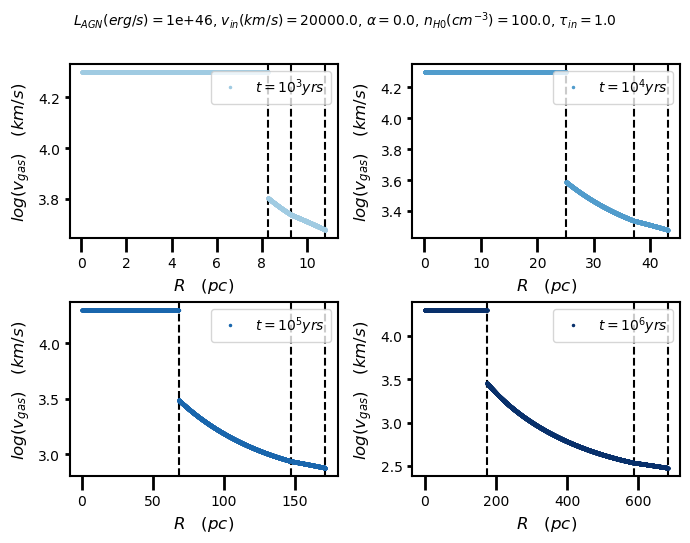 L_AGN(erg/s) = 1e+46, v_in(km/s) = 20000.0, α = 0.0, n_H0(cm^−3) = 100.0, τ_in = 1.0
4.2
4.0
3.8
log(v_gas) (km/s)
t = 10^3 yrs
0 2 4 6 8 10
R (pc)
4.2
4.0
3.8
3.6
3.4
log(v_gas) (km/s)
t = 10^4 yrs
0 10 20 30 40
R (pc)
4.0
3.5
3.0
log(v_gas) (km/s)
t = 10^5 yrs
0 50 100 150
R (pc)
4.0
3.5
3.0
2.5
log(v_gas) (km/s)
t = 10^6 yrs
0 200 400 600
R (pc)